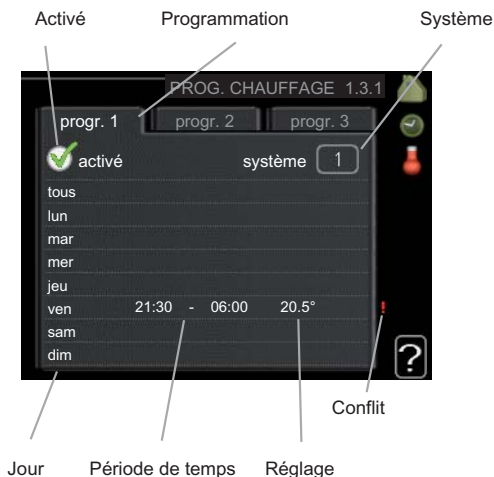 Activé Programmation Système
PROG. CHAUFFAGE 1.3.1
progr. 1 progr. 2 progr. 3
activé système 1
tous
lun
mar
mer
jeu
ven 21:30 - 06:00 20.5° !
sam
dim
?
Conflit
Jour Période de temps Réglage